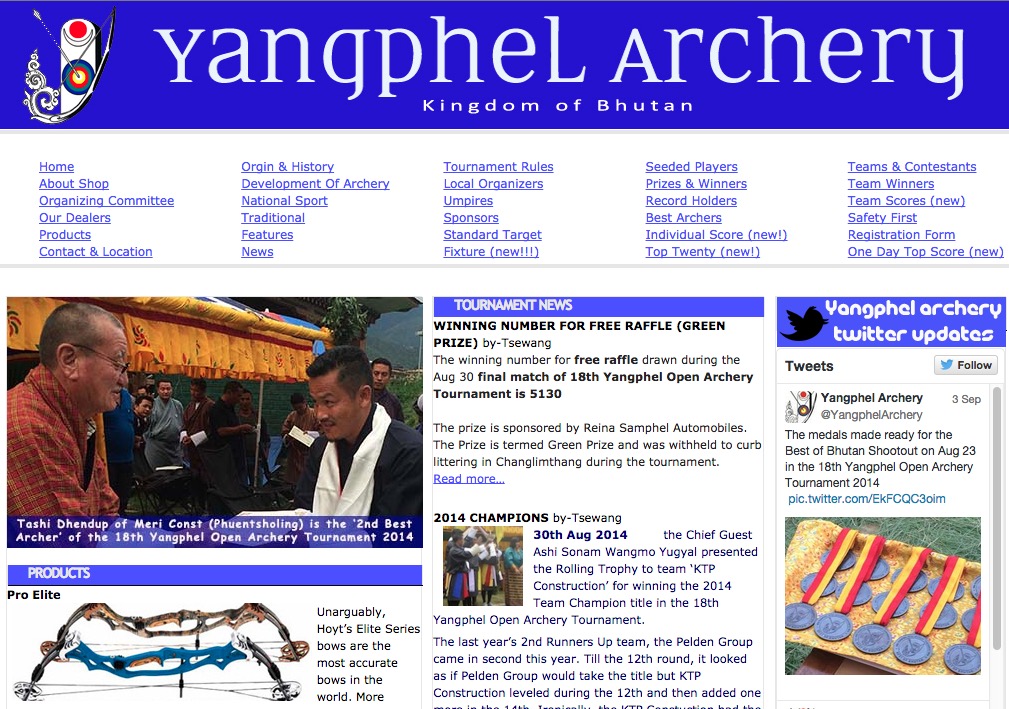 Yangphel Archery
Kingdom of Bhutan
Home
About Shop
Organizing Committee
Our Dealers
Products
Contact & Location
Orgin & History
Development Of Archery
National Sport
Traditional
Features
News
Tournament Rules
Local Organizers
Umpires
Sponsors
Standard Target
Fixture (new!!!)
Seeded Players
Prizes & Winners
Record Holders
Best Archers
Individual Score (new!)
Top Twenty (new!)
Teams & Contestants
Team Winners
Team Scores (new)
Safety First
Registration Form
One Day Top Score (new)
Tashi Dhendup of Meri Const (Phuentsholing) is the '2nd Best
Archer' of the 18th Yangphel Open Archery Tournament 2014
PRODUCTS
Pro Elite
Unarguably,
Hoyt's Elite Series
bows are the
most accurate
bows in the
world. More
TOURNAMENT NEWS
WINNING NUMBER FOR FREE RAFFLE (GREEN
PRIZE) by-Tsewang
The winning number for free raffle drawn during the
Aug 30 final match of 18th Yangphel Open Archery
Tournament is 5130
The prize is sponsored by Reina Samphel Automobiles.
The Prize is termed Green Prize and was withheld to curb
littering in Changlimthang during the tournament.
Read more...
2014 CHAMPIONS by-Tsewang
30th Aug 2014 the Chief Guest
Ashi Sonam Wangmo Yugyal presented
the Rolling Trophy to team ‘KTP
Construction’ for winning the 2014
Team Champion title in the 18th
Yangphel Open Archery Tournament.
The last year’s 2nd Runners Up team, the Pelden Group
came in second this year. Till the 12th round, it looked
as if Pelden Group would take the title but KTP
Construction leveled during the 12th and then added one
more in the 14th. Ironically, the KTP Constuction had the
Yangphel archery
twitter updates
Tweets
Follow
Yangphel Archery 3 Sep
@YangphelArchery
The medals made ready for the
Best of Bhutan Shootout on Aug 23
in the 18th Yangphel Open Archery
Tournament 2014
pic.twitter.com/EkFCQC3oim